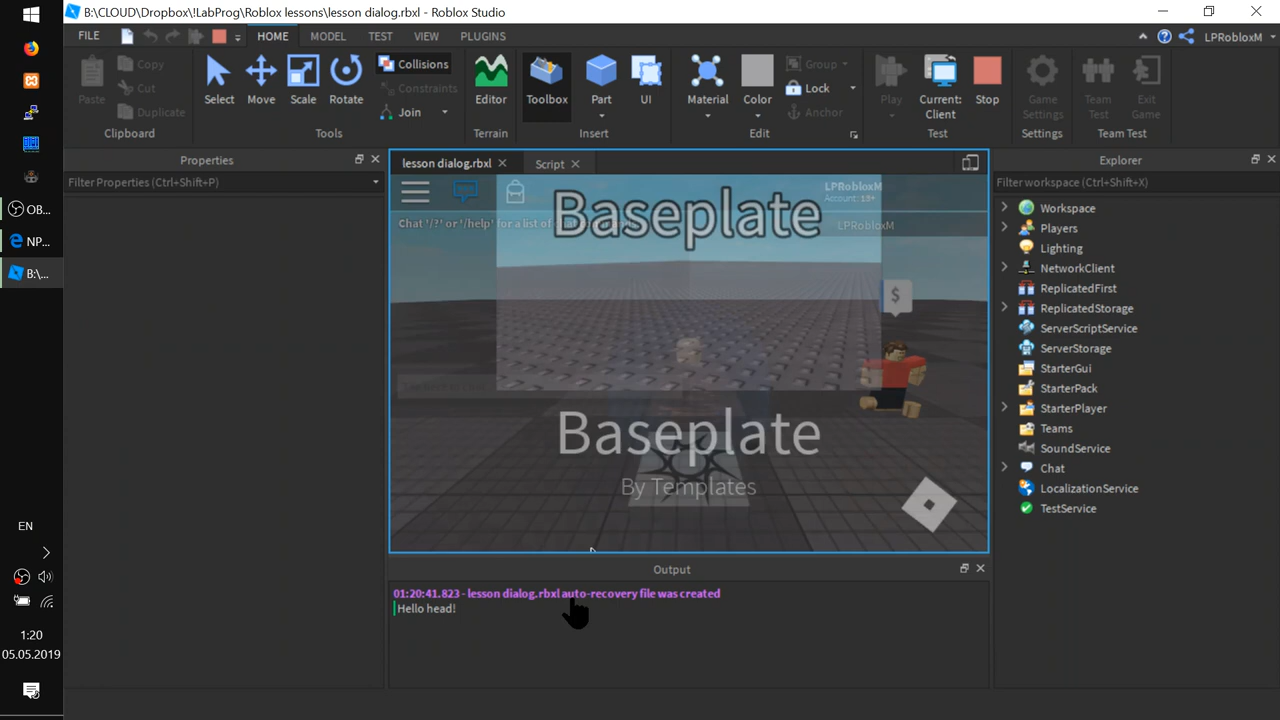 B:\CLOUD\Dropbox\!LabProg\Roblox lessons\lesson dialog.rbxl - Roblox Studio
FILE HOME MODEL TEST VIEW PLUGINS LPRobloxM
Paste
Copy
Cut
Duplicate
Clipboard
Select
Move
Scale
Rotate
Collisions
Constraints
Join
Tools
Editor
Terrain
Toolbox
Part
UI
Insert
Material
Color
Group
Lock
Anchor
Edit
Play
Current:
Client
Stop
Test
Game
Settings
Settings
Team
Test
Exit
Game
Team Test
Properties
Filter Properties (Ctrl+Shift+P)
lesson dialog.rbxl
Script
LPRobloxM
Account: 13+
Chat '/?' or '/help' for a list of
LPRobloxM
Baseplate
$
Baseplate
By Templates
Output
01:20:41.823 - lesson dialog.rbxl auto-recovery file was created
Hello head!
Explorer
Filter workspace (Ctrl+Shift+X)
Workspace
Players
Lighting
NetworkClient
ReplicatedFirst
ReplicatedStorage
ServerScriptService
ServerStorage
StarterGui
StarterPack
StarterPlayer
Teams
SoundService
Chat
LocalizationService
TestService
OB...
NP...
B:\...
EN
1:20
05.05.2019